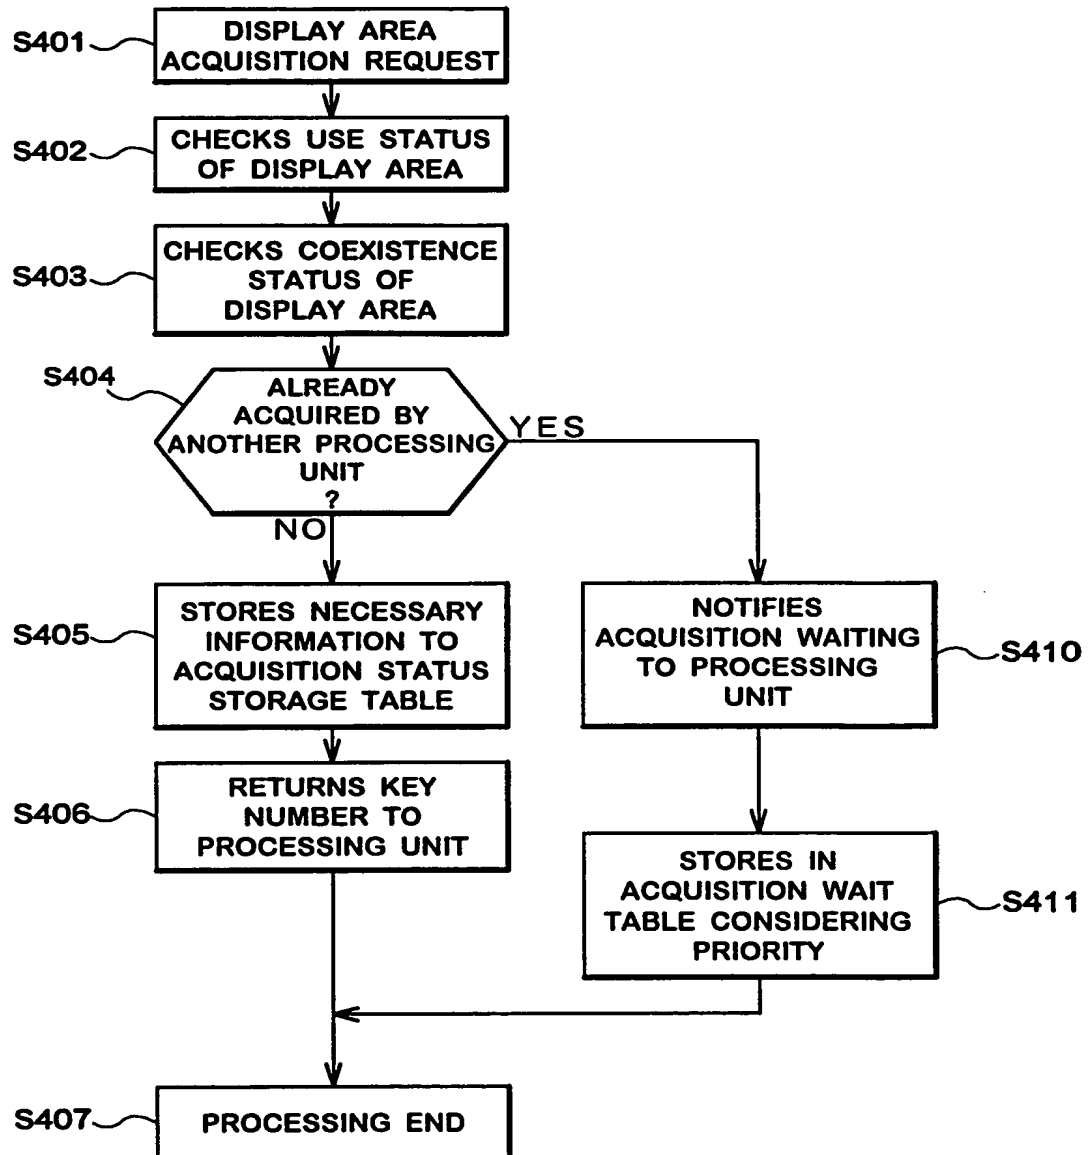 S401
DISPLAY AREA
ACQUISITION REQUEST
S402
CHECKS USE STATUS
OF DISPLAY AREA
S403
CHECKS COEXISTENCE
STATUS OF
DISPLAY AREA
S404
ALREADY
ACQUIRED BY
ANOTHER PROCESSING
UNIT
?
YES
NO
S405
STORES NECESSARY
INFORMATION TO
ACQUISITION STATUS
STORAGE TABLE
NOTIFIES
ACQUISITION WAITING
TO PROCESSING
UNIT
S410
S406
RETURNS KEY
NUMBER TO
PROCESSING UNIT
STORES IN
ACQUISITION WAIT
TABLE CONSIDERING
PRIORITY
S411
S407
PROCESSING END